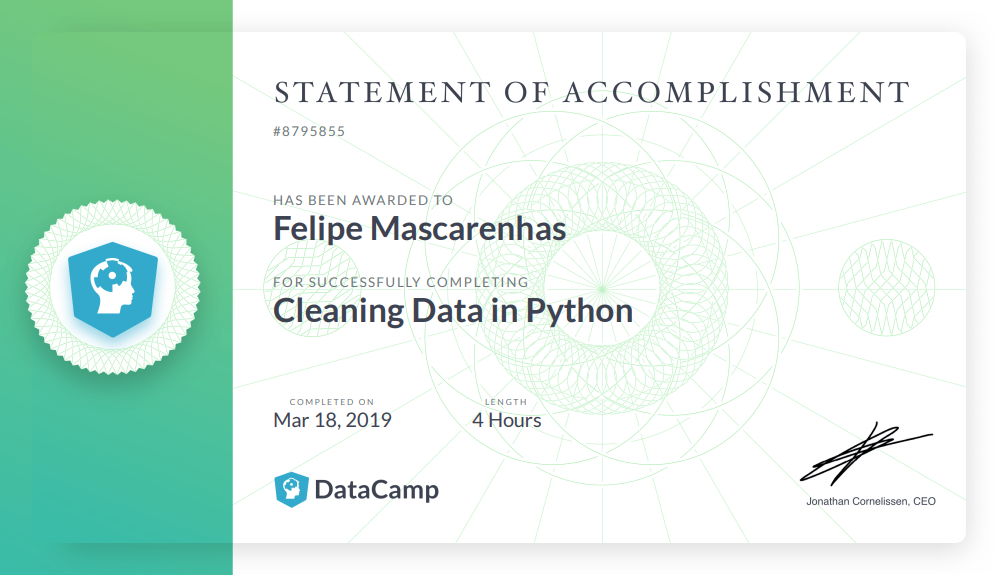 STATEMENT OF ACCOMPLISHMENT
#8795855
HAS BEEN AWARDED TO
Felipe Mascarenhas
FOR SUCCESSFULLY COMPLETING
Cleaning Data in Python
COMPLETED ON
Mar 18, 2019
LENGTH
4 Hours
DataCamp
Jonathan Cornelissen, CEO